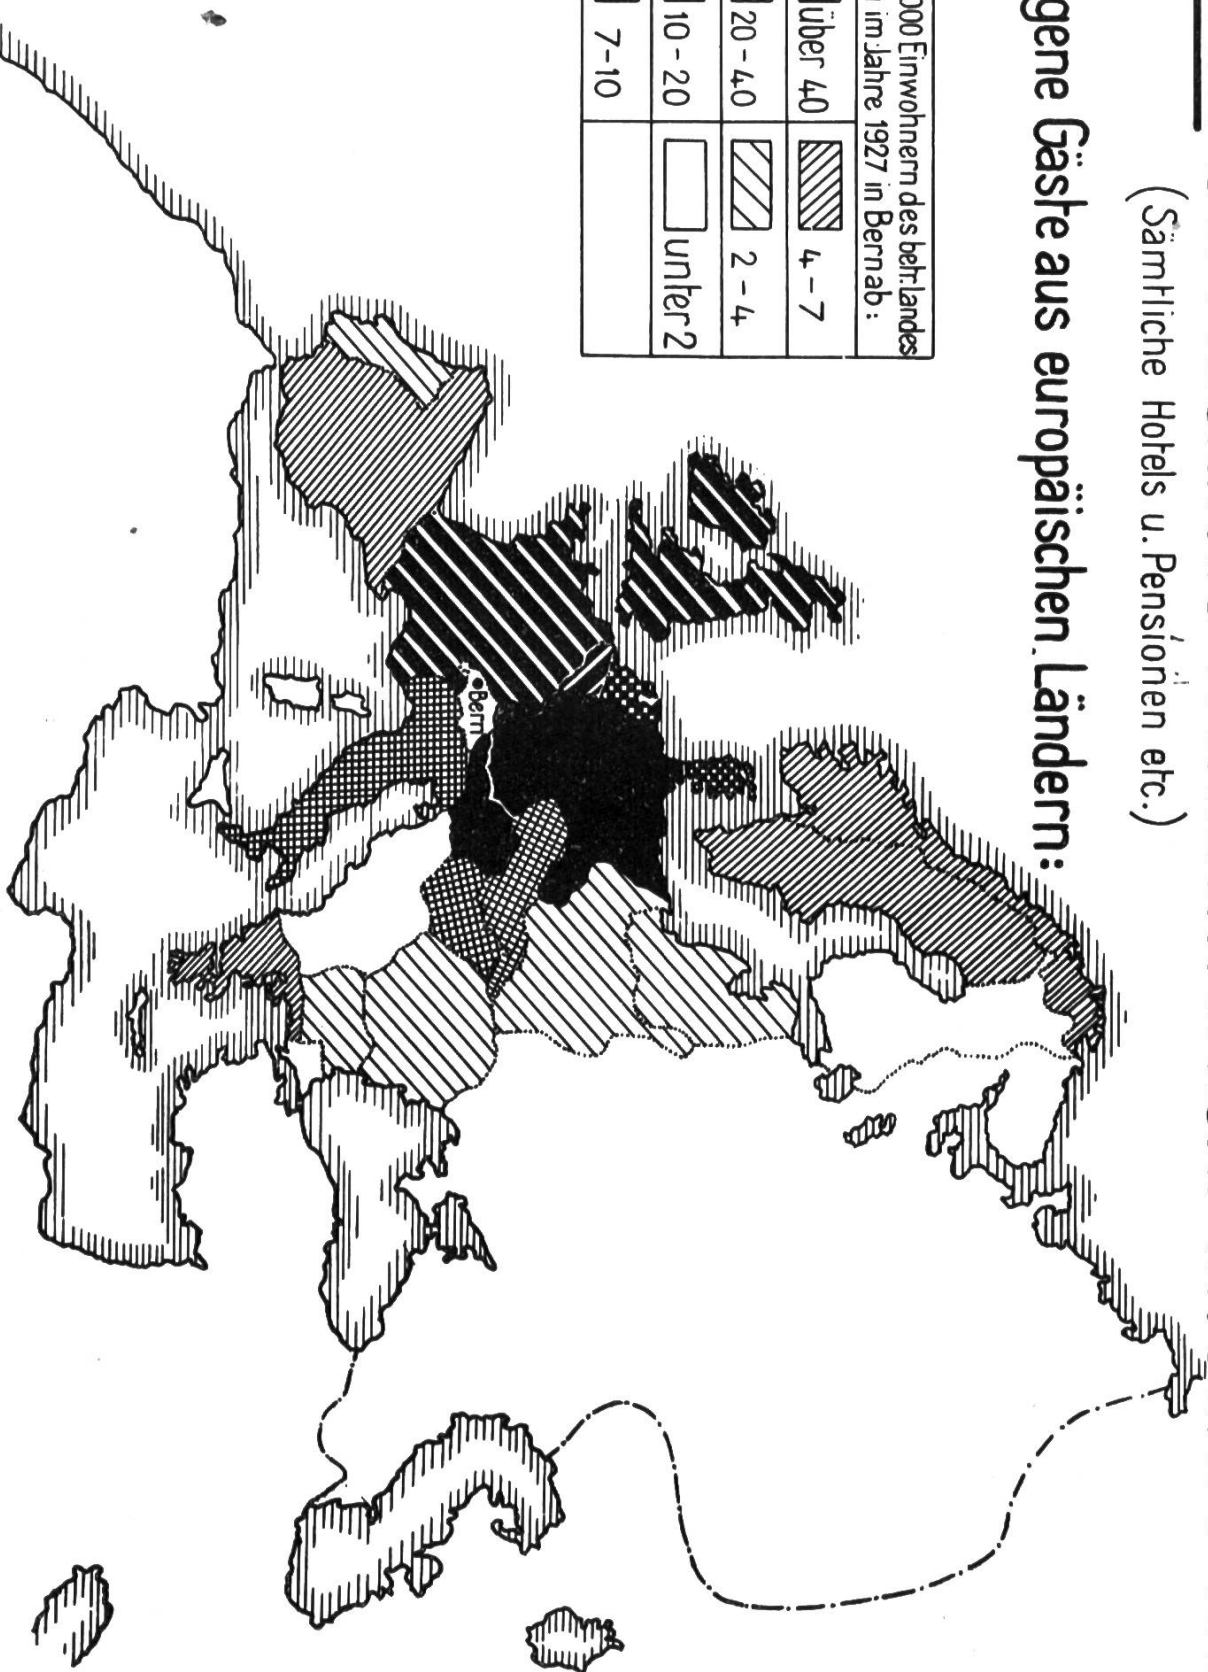 gene Gäste aus europäischen Ländern:
(Sämtliche Hotels u. Pensionen etc.)
000 Einwohnern des betr. Landes
im Jahre 1927 in Bern ab:
über 40 4 - 7
20 - 40 2 - 4
10 - 20 unter 2
7 - 10
Bern